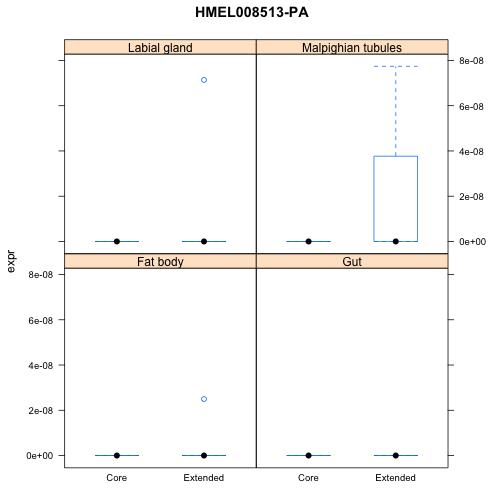 HMEL008513-PA
Labial gland
Malpighian tubules
8e-08
6e-08
4e-08
2e-08
0e+00
expr
Fat body
Gut
8e-08
6e-08
4e-08
2e-08
0e+00
Core
Extended
Core
Extended